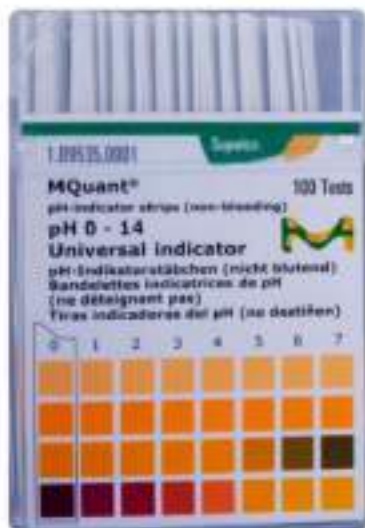 1.09535.0001
Supelco
MQuant® 100 Tests
pH-indicator strips (non-bleeding)
pH 0 - 14
Universal indicator
pH-Indikatorstäbchen (nicht blutend)
Bandelettes indicatrices de pH
(ne déteignant pas)
Tiras indicadoras del pH (no destiñen)
0 1 2 3 4 5 6 7